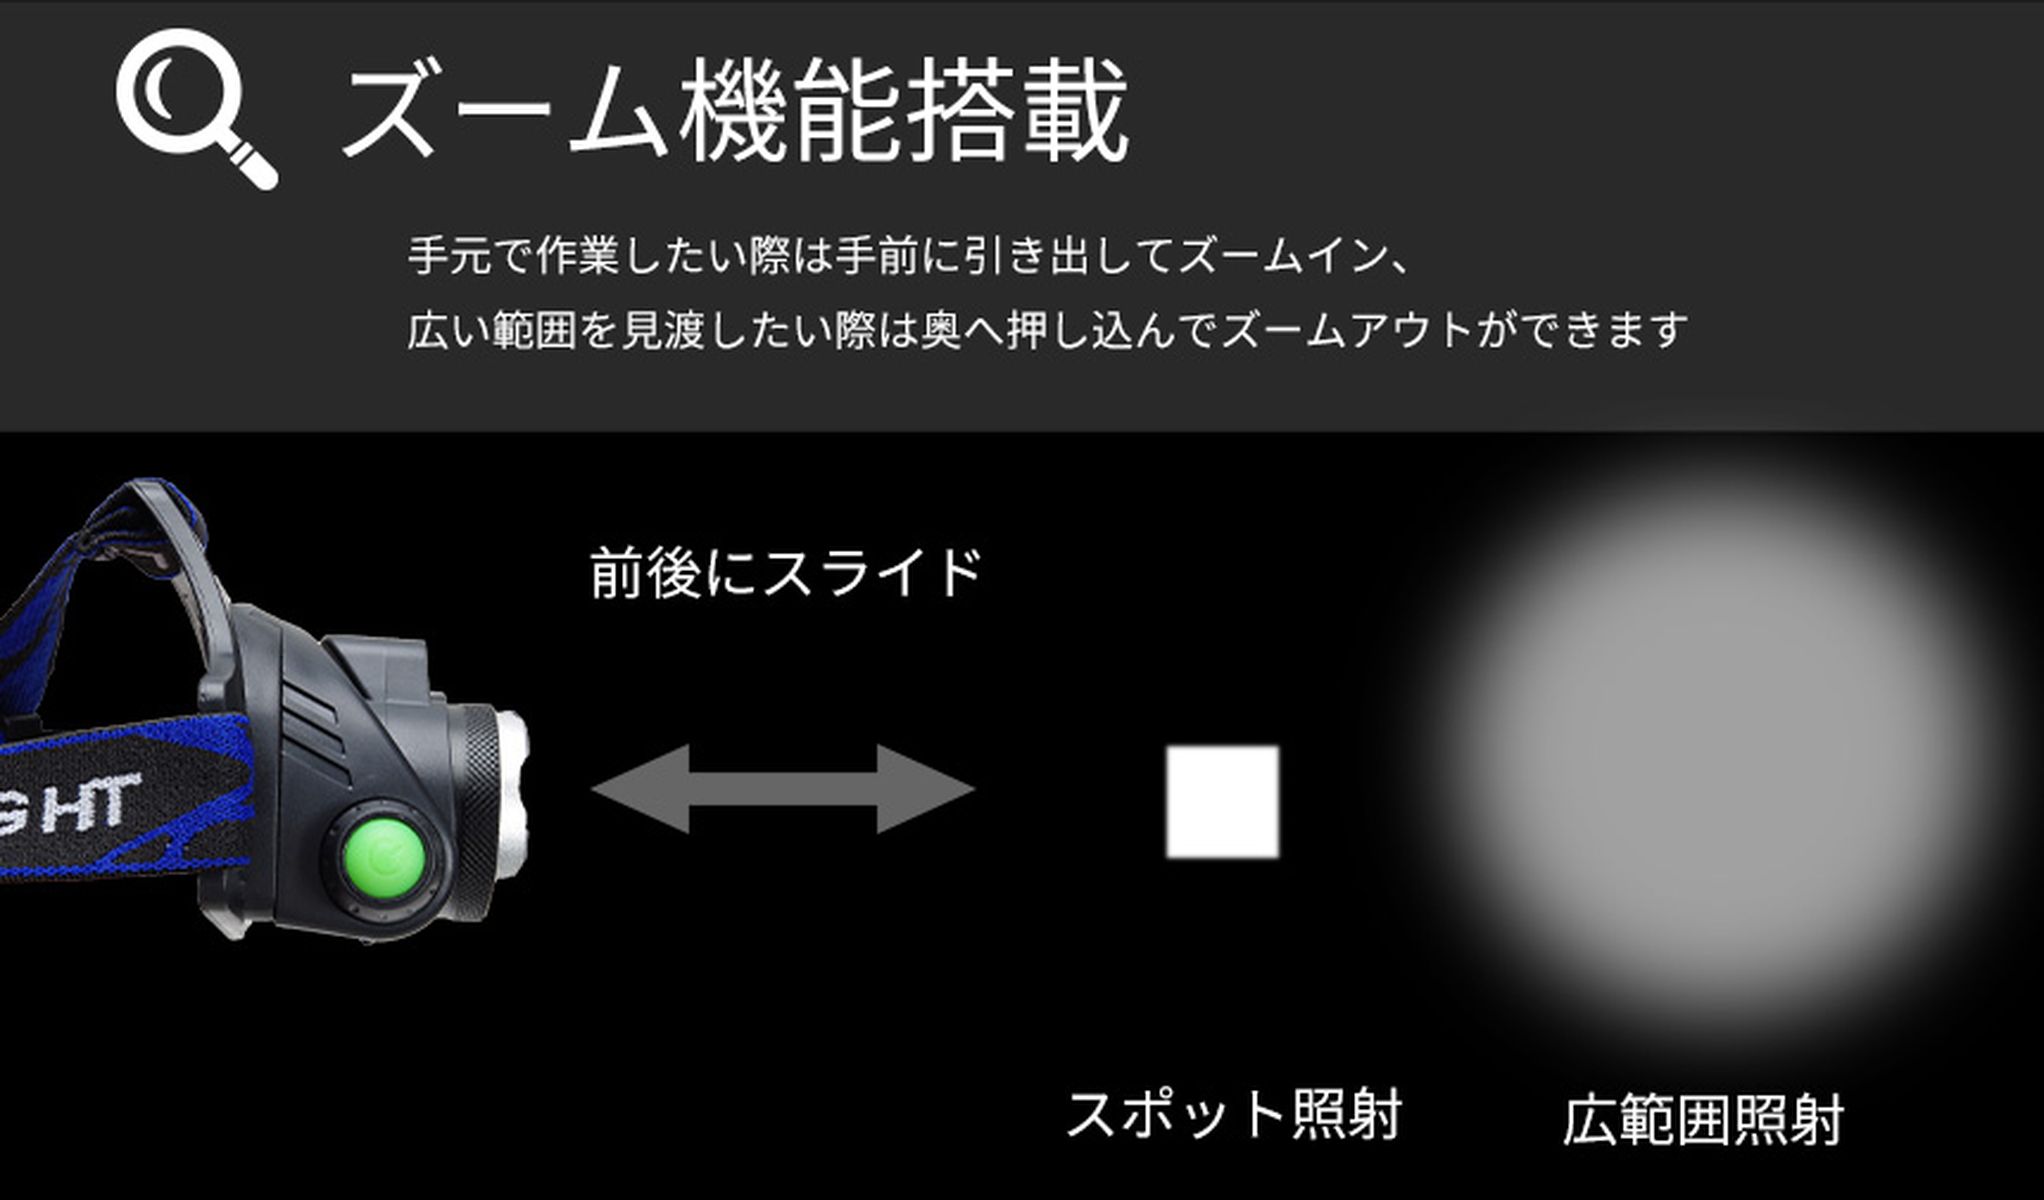 ズーム機能搭載
手元で作業したい際は手前に引き出してズームイン、
広い範囲を見渡したい際は奥へ押し込んでズームアウトができます
前後にスライド
GHT
スポット照射
広範囲照射